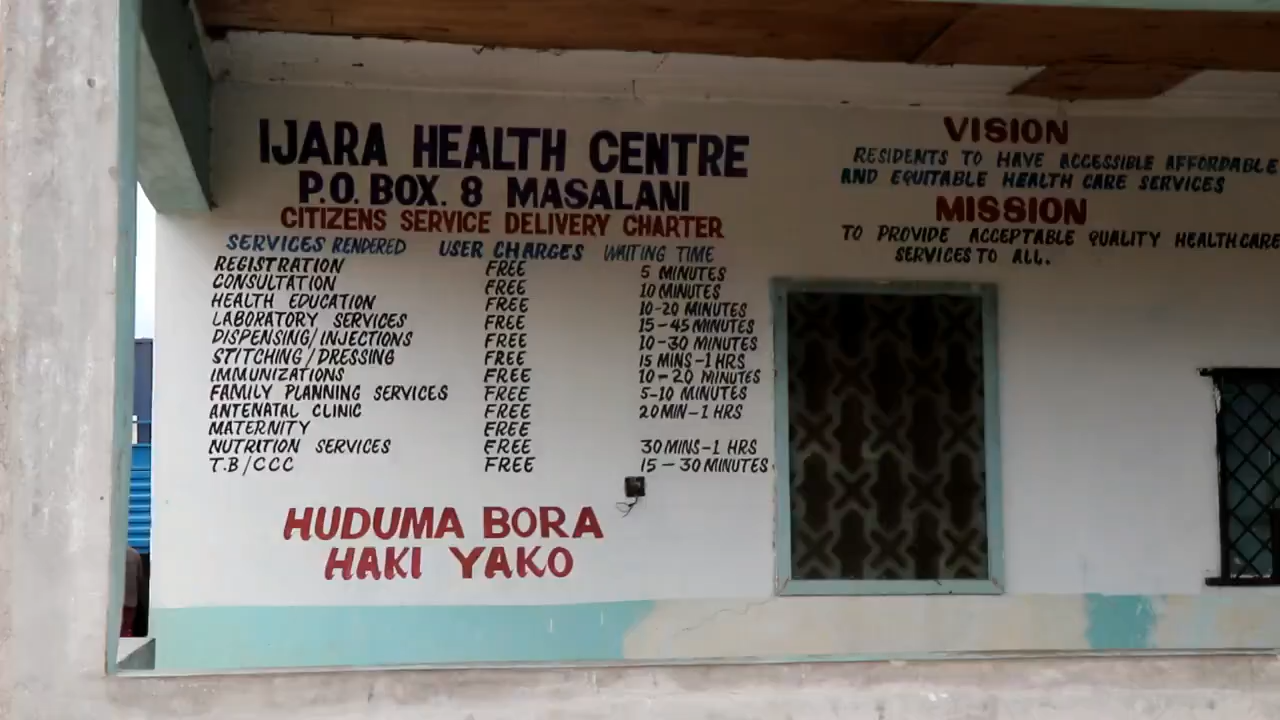 IJARA HEALTH CENTRE
P.O. BOX. 8 MASALANI
CITIZENS SERVICE DELIVERY CHARTER
SERVICES RENDERED USER CHARGES WAITING TIME
REGISTRATION FREE 5 MINUTES
CONSULTATION FREE 10 MINUTES
HEALTH EDUCATION FREE 10-20 MINUTES
LABORATORY SERVICES FREE 15-45 MINUTES
DISPENSING/INJECTIONS FREE 10-30 MINUTES
STITCHING/DRESSING FREE 15 MINS-1 HRS
IMMUNIZATIONS FREE 10-20 MINUTES
FAMILY PLANNING SERVICES FREE 5-10 MINUTES
ANTENATAL CLINIC FREE 20MIN-1 HRS
MATERNITY FREE
NUTRITION SERVICES FREE 30MINS-1 HRS
T.B/CCC FREE 15-30 MINUTES
HUDUMA BORA
HAKI YAKO
VISION
RESIDENTS TO HAVE ACCESSIBLE AFFORDABLE
AND EQUITABLE HEALTH CARE SERVICES
MISSION
TO PROVIDE ACCEPTABLE QUALITY HEALTHCARE
SERVICES TO ALL.